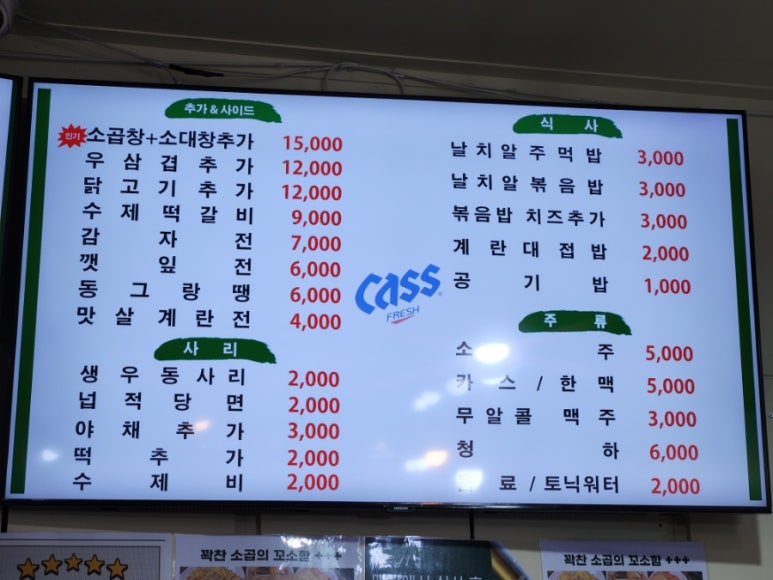 추가&사이드
인기 소곱창+소대창추가 15,000
우삼겹추가 12,000
닭고기추가 12,000
수제떡갈비 9,000
감자전 7,000
깻잎전 6,000
동그랑땡 6,000
맛살계란전 4,000
사리
생우동사리 2,000
넙적당면 2,000
야채추가 3,000
떡추가 2,000
수제비 2,000
cass
FRESH
식사
날치알주먹밥 3,000
날치알볶음밥 3,000
볶음밥 치즈추가 3,000
계란대접밥 2,000
공기밥 1,000
주류
소주 5,000
카스/한맥 5,000
무알콜 맥주 3,000
청하 6,000
음료/토닉워터 2,000
SAMSUNG
꽉찬 소곱의 꼬소함 +++
꽉찬 소곱의 꼬소함 +++